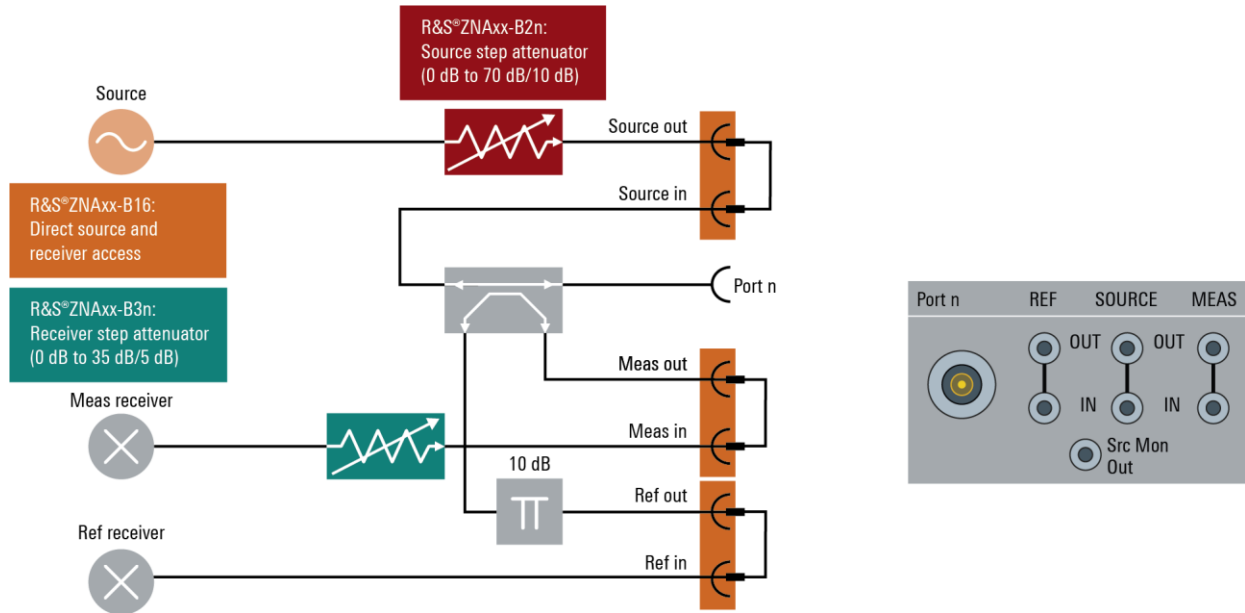 R&S®ZNAxx-B2n:
Source step attenuator
(0 dB to 70 dB/10 dB)
Source
Source out
Source in
R&S®ZNAxx-B16:
Direct source and
receiver access
Port n
R&S®ZNAxx-B3n:
Receiver step attenuator
(0 dB to 35 dB/5 dB)
Meas out
Meas receiver
Meas in
10 dB
Ref out
Ref receiver
Ref in
Port n REF SOURCE MEAS
OUT OUT
IN IN
Src Mon
Out